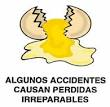 ALGUNOS ACCIDENTES
CAUSAN PERDIDAS
IRREPARABLES